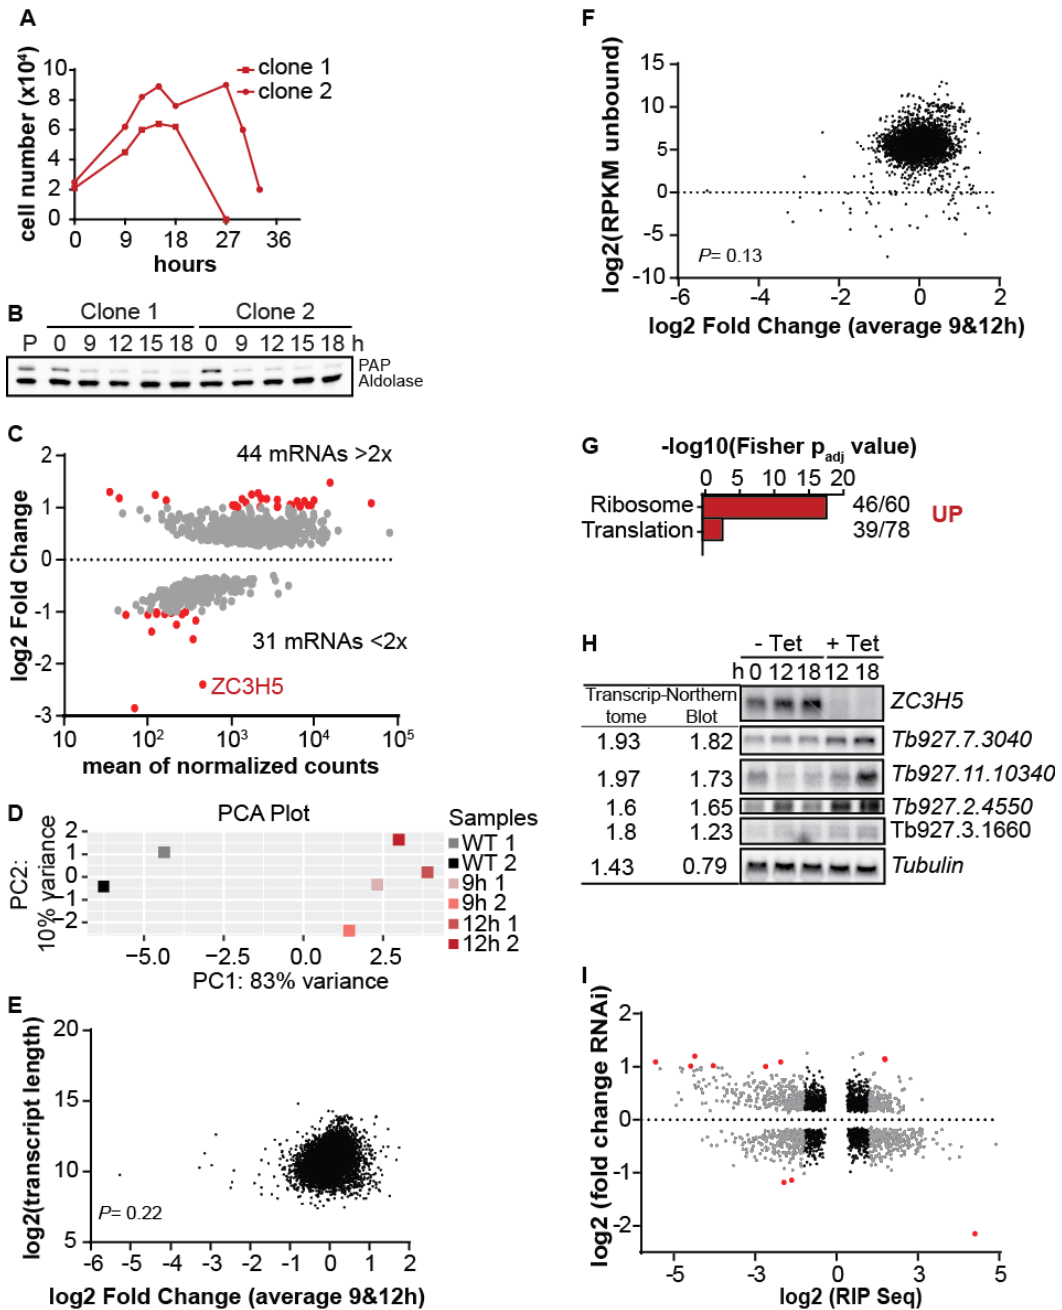 A
cell number (x10⁴)
10
8
6
4
2
0
0 9 18 27 36
hours
clone 1
clone 2
B
Clone 1 Clone 2
P 0 9 12 15 18 0 9 12 15 18 h
PAP
Aldolase
C
log2 Fold Change
2
1
0
-1
-2
-3
44 mRNAs >2x
31 mRNAs <2x
ZC3H5
10 10² 10³ 10⁴ 10⁵
mean of normalized counts
D
PCA Plot
PC2:
10% variance
2
1
0
−1
−2
−5.0 −2.5 0.0 2.5
PC1: 83% variance
Samples
WT 1
WT 2
9h 1
9h 2
12h 1
12h 2
E
log2(transcript length)
20
15
10
5
P= 0.22
-6 -5 -4 -3 -2 -1 0 1 2
log2 Fold Change (average 9&12h)
F
log2(RPKM unbound)
15
10
5
0
-5
-10
P= 0.13
-6 -4 -2 0 2
log2 Fold Change (average 9&12h)
G
-log10(Fisher p_adj value)
0 5 10 15 20
Ribosome 46/60
Translation 39/78
UP
H
- Tet + Tet
h 0 12 18 12 18
Transcrip-Northern
tome Blot
ZC3H5
1.93 1.82 Tb927.7.3040
1.97 1.73 Tb927.11.10340
1.6 1.65 Tb927.2.4550
1.8 1.23 Tb927.3.1660
1.43 0.79 Tubulin
I
log2 (fold change RNAi)
2
1
0
-1
-2
-5 -3 0 3 5
log2 (RIP Seq)